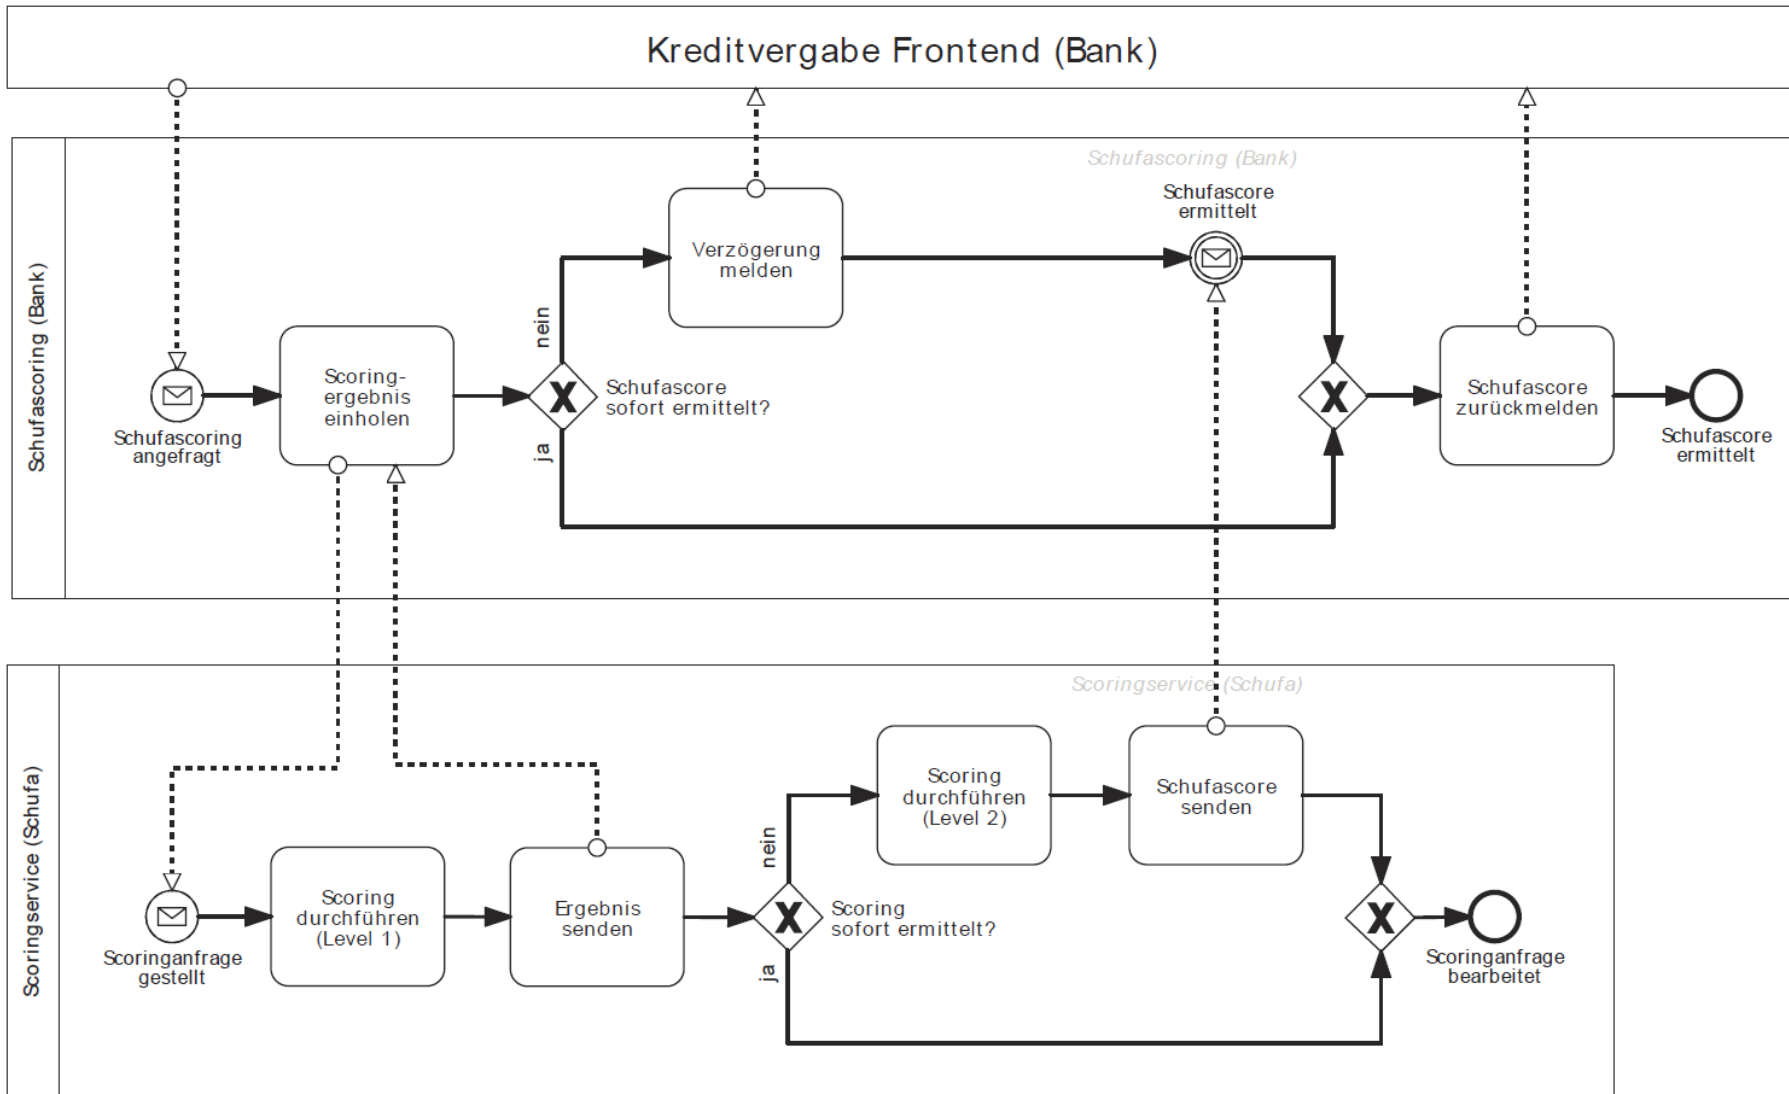 Kreditvergabe Frontend (Bank)
Schufascoring (Bank)
Schufascoring (Bank)
Schufascore
ermittelt
Verzögerung
melden
nein
Scoring-
ergebnis
einholen
Schufascore
sofort ermittelt?
Schufascore
zurückmelden
Schufascoring
angefragt
ja
Schufascore
ermittelt
Scoringservice (Schufa)
Scoringservice (Schufa)
Scoring
durchführen
(Level 2)
Schufascore
senden
nein
Scoring
durchführen
(Level 1)
Ergebnis
senden
Scoring
sofort ermittelt?
Scoringanfrage
gestellt
ja
Scoringanfrage
bearbeitet